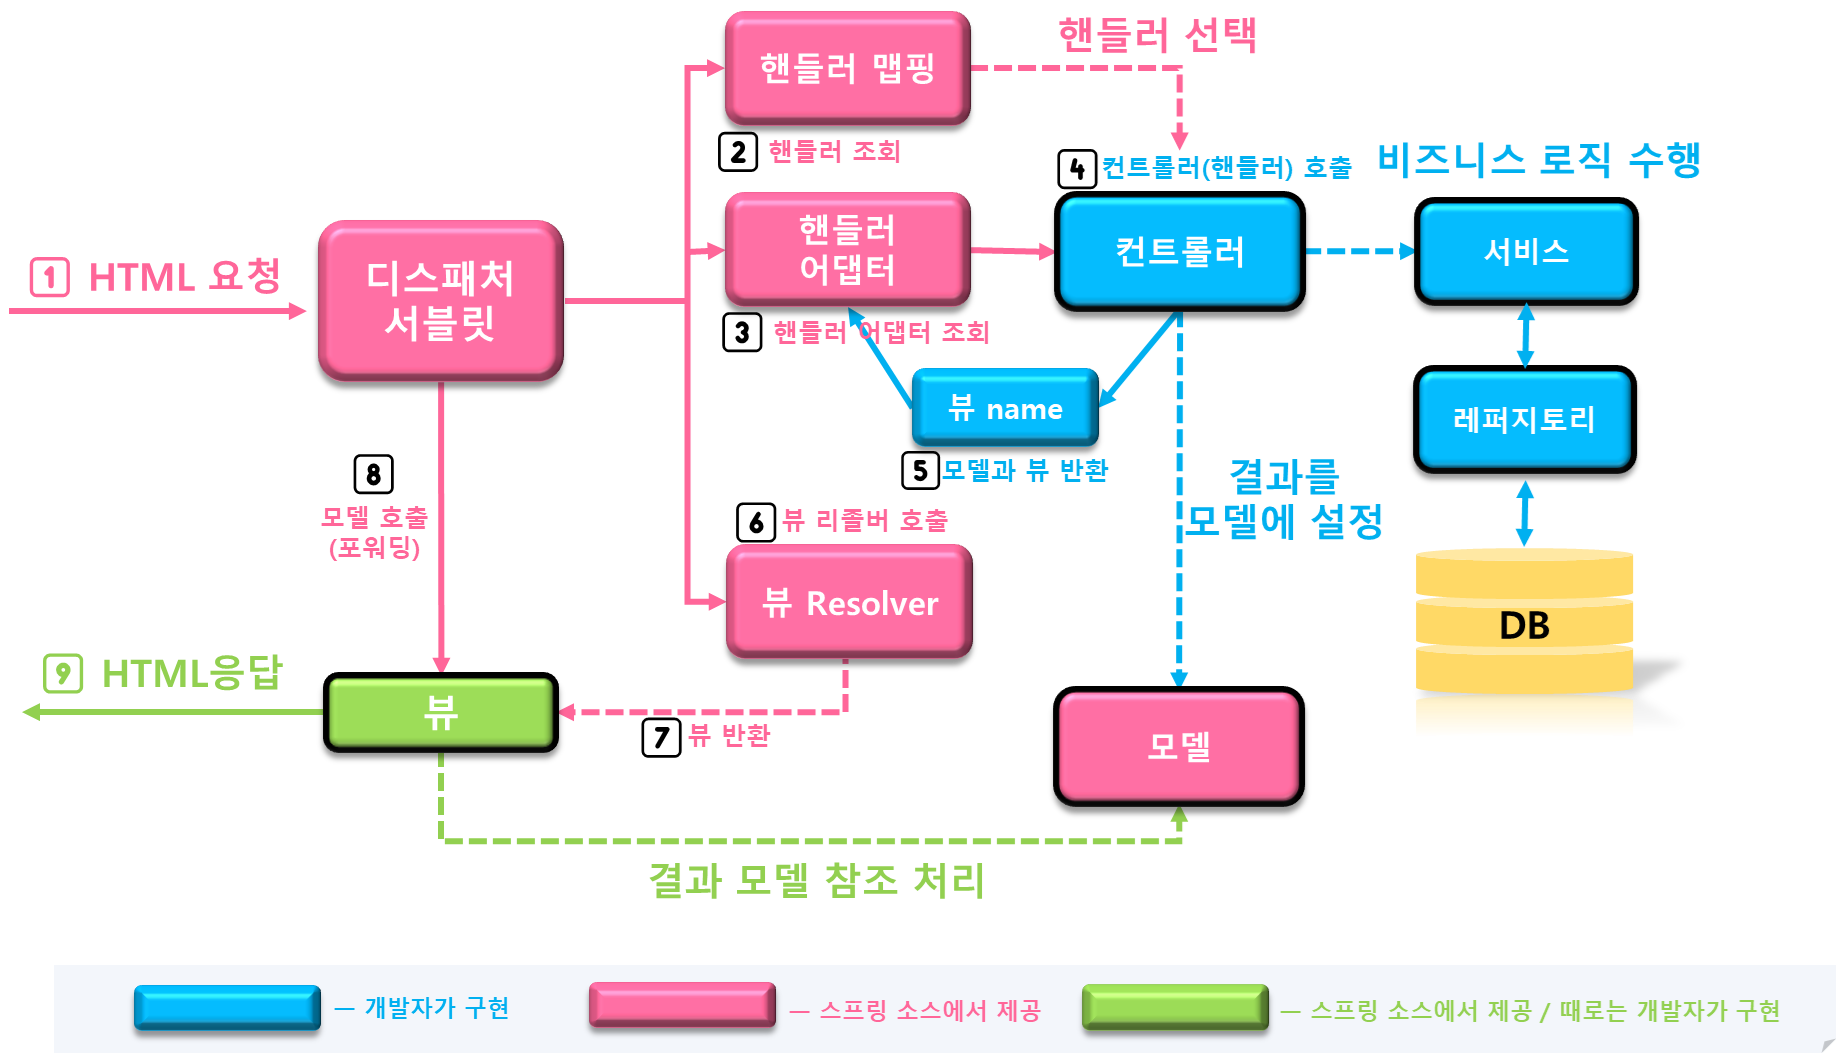 핸들러 선택
핸들러 맵핑
2 핸들러 조회
4 컨트롤러(핸들러) 호출
비즈니스 로직 수행
핸들러
어댑터
컨트롤러
서비스
1 HTML 요청
디스패처
서블릿
3 핸들러 어댑터 조회
뷰 name
레퍼지토리
5 모델과 뷰 반환
결과를
모델에 설정
8
모델 호출
(포워딩)
6 뷰 리졸버 호출
뷰 Resolver
DB
9 HTML응답
뷰
7 뷰 반환
모델
결과 모델 참조 처리
— 개발자가 구현
— 스프링 소스에서 제공
— 스프링 소스에서 제공 / 때로는 개발자가 구현